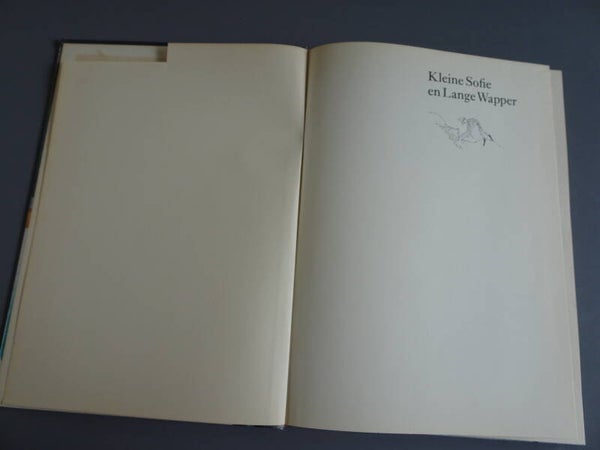 Kleine Sofie
en Lange Wapper